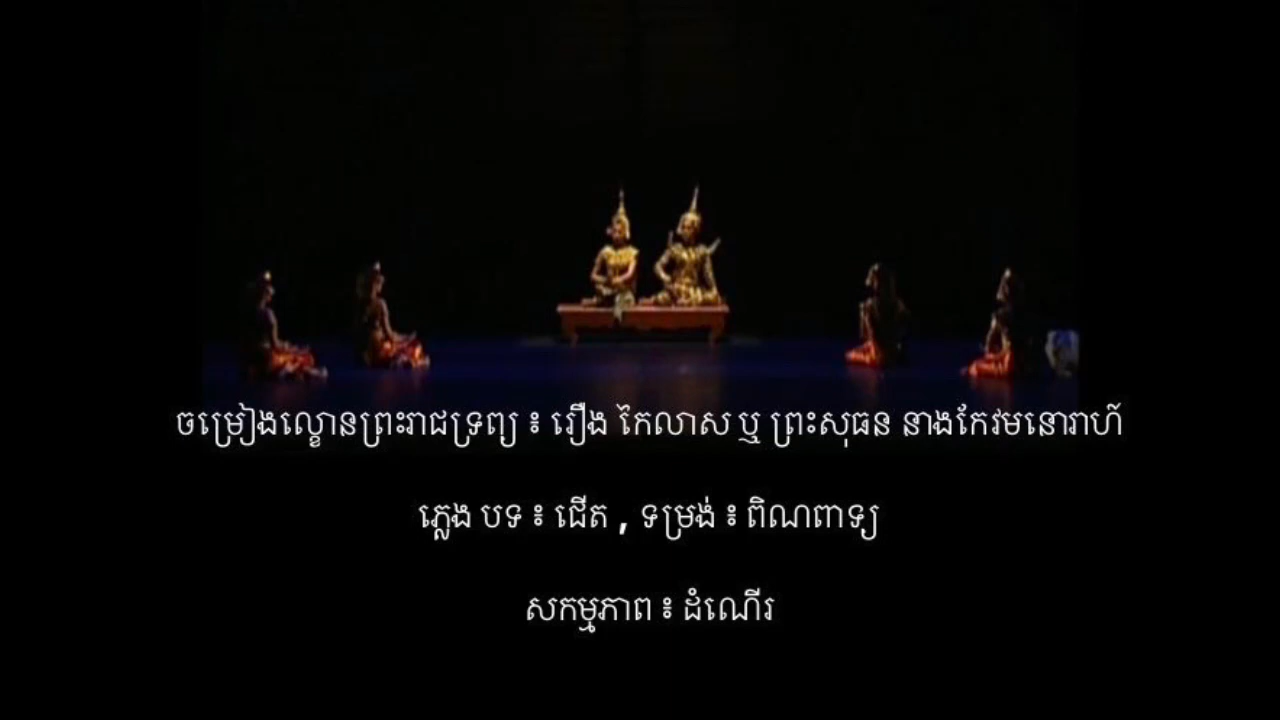 ចម្រៀងល្ខោនព្រះរាជទ្រព្យ ៖ រឿង កៃលាស ឬ ព្រះសុធន នាងកែវមនោរាហ៍
ភ្លេង បទ ៖ ជើត , ទម្រង់ ៖ ពិណពាទ្យ
សកម្មភាព ៖ ដំណើរ